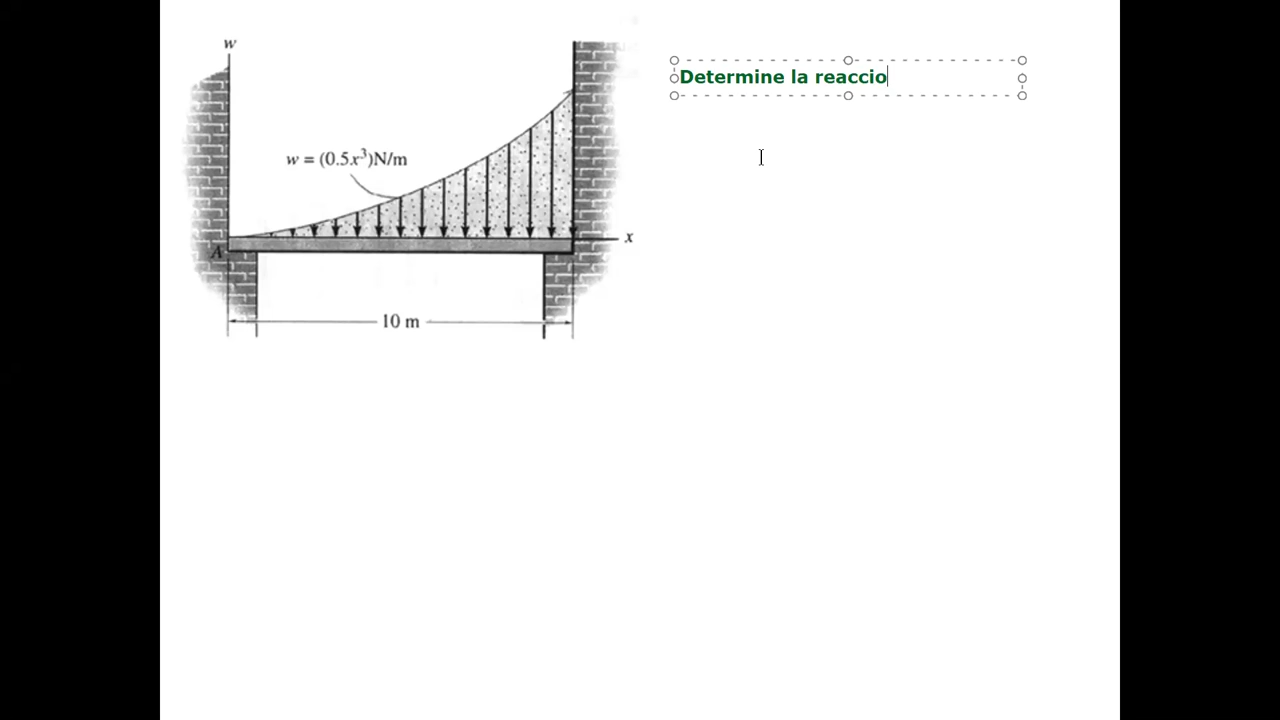 w
Determine la reaccio
w = (0.5x³)N/m
x
A
10 m